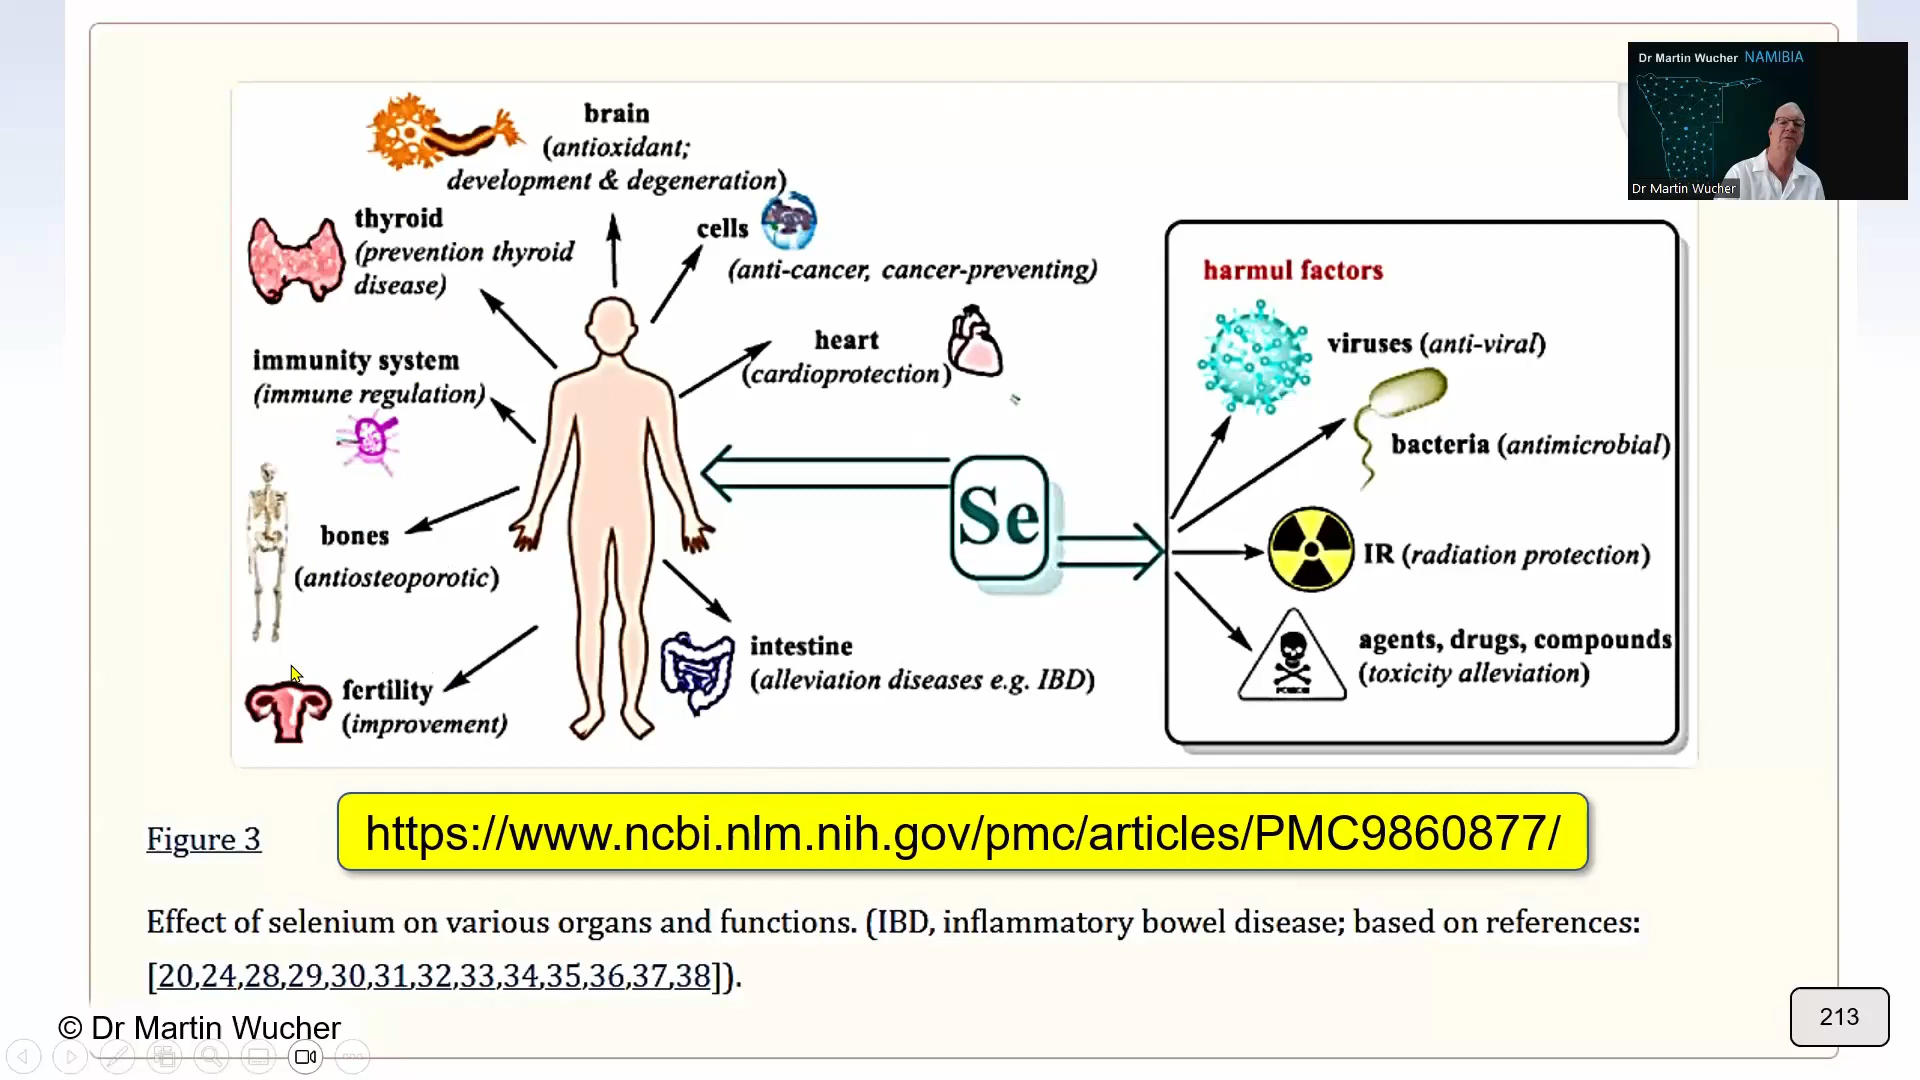 Dr Martin Wucher NAMIBIA
Dr Martin Wucher
brain
(antioxidant;
development & degeneration)
thyroid
(prevention thyroid
disease)
cells
(anti-cancer, cancer-preventing)
immunity system
(immune regulation)
heart
(cardioprotection)
bones
(antiosteoporotic)
fertility
(improvement)
intestine
(alleviation diseases e.g. IBD)
Se
harmul factors
viruses (anti-viral)
bacteria (antimicrobial)
IR (radiation protection)
agents, drugs, compounds
(toxicity alleviation)
POISON
Figure 3
https://www.ncbi.nlm.nih.gov/pmc/articles/PMC9860877/
Effect of selenium on various organs and functions. (IBD, inflammatory bowel disease; based on references:
[20,24,28,29,30,31,32,33,34,35,36,37,38]).
© Dr Martin Wucher
213